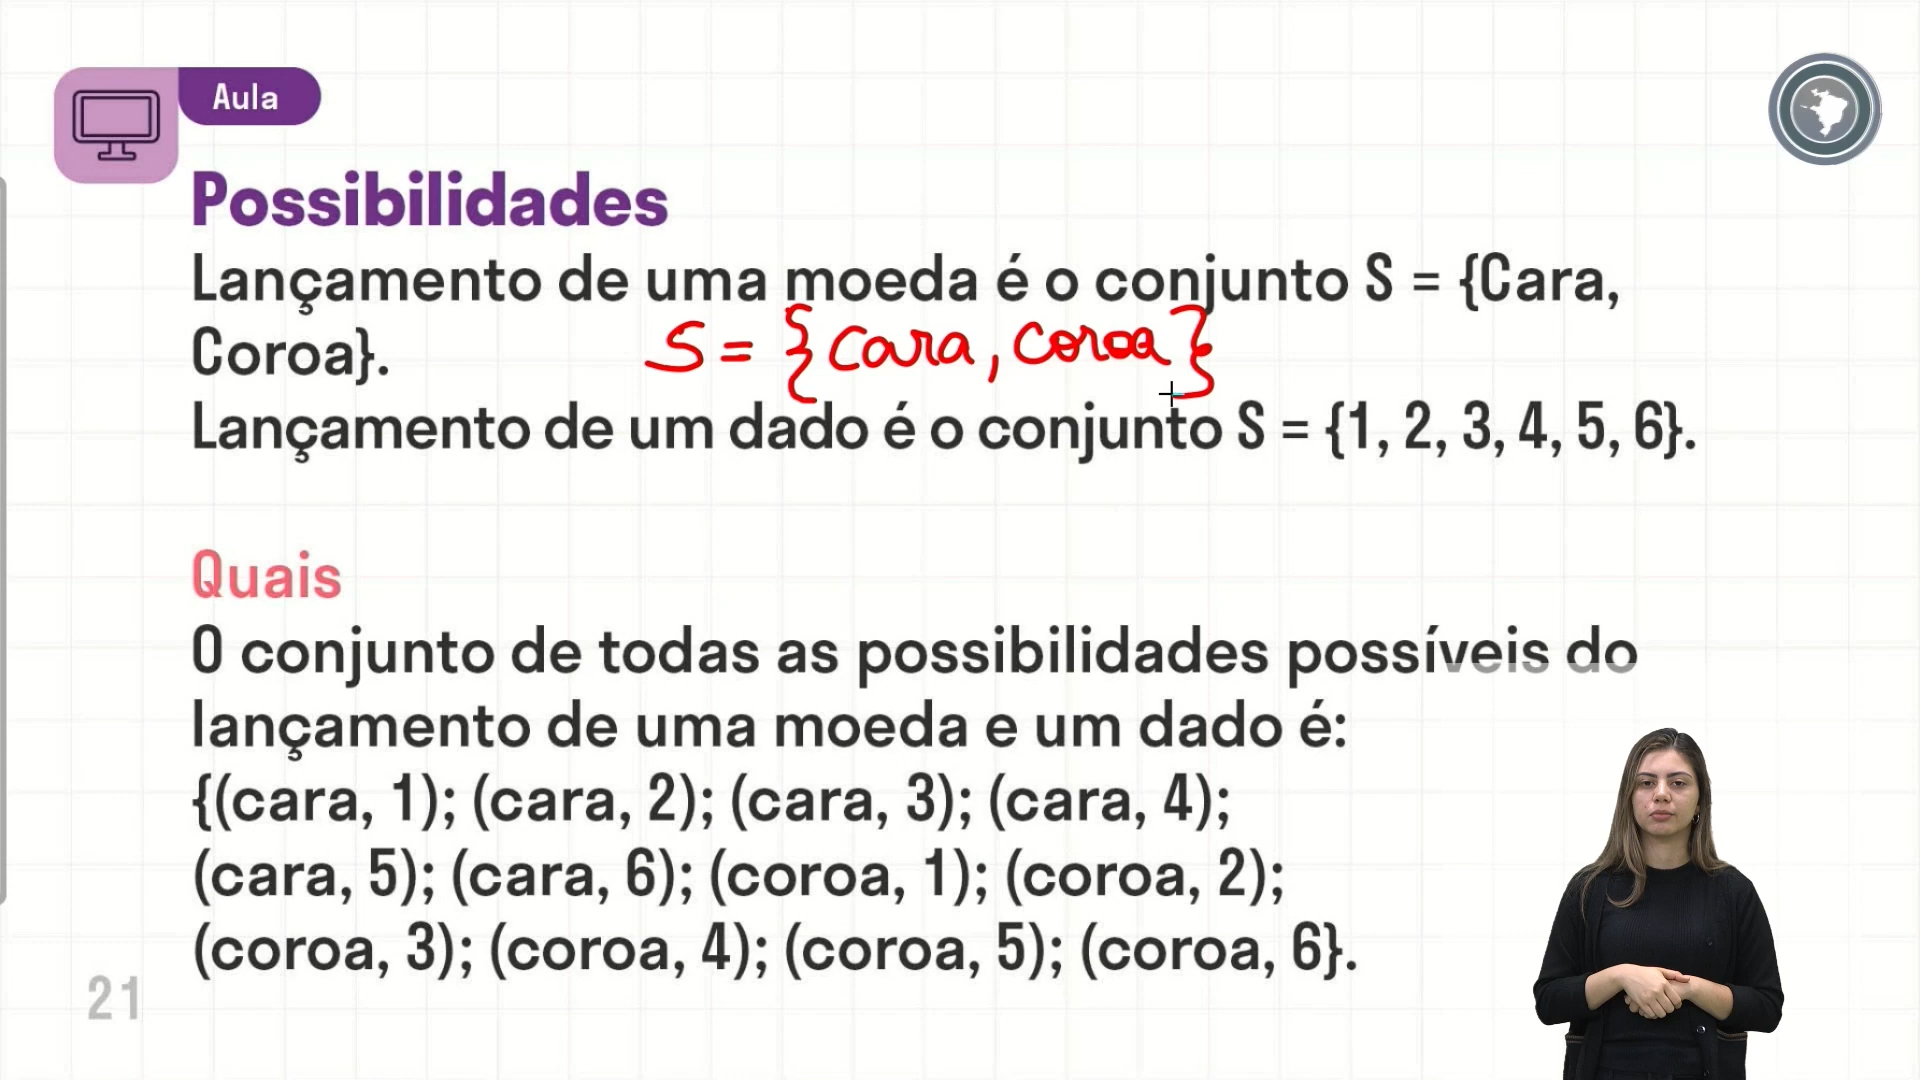 Aula
Possibilidades
Lançamento de uma moeda é o conjunto S = {Cara,
Coroa}.
S = {cara, coroa}
Lançamento de um dado é o conjunto S = {1, 2, 3, 4, 5, 6}.
Quais
O conjunto de todas as possibilidades possíveis do
lançamento de uma moeda e um dado é:
{(cara, 1); (cara, 2); (cara, 3); (cara, 4);
(cara, 5); (cara, 6); (coroa, 1); (coroa, 2);
(coroa, 3); (coroa, 4); (coroa, 5); (coroa, 6}.
21